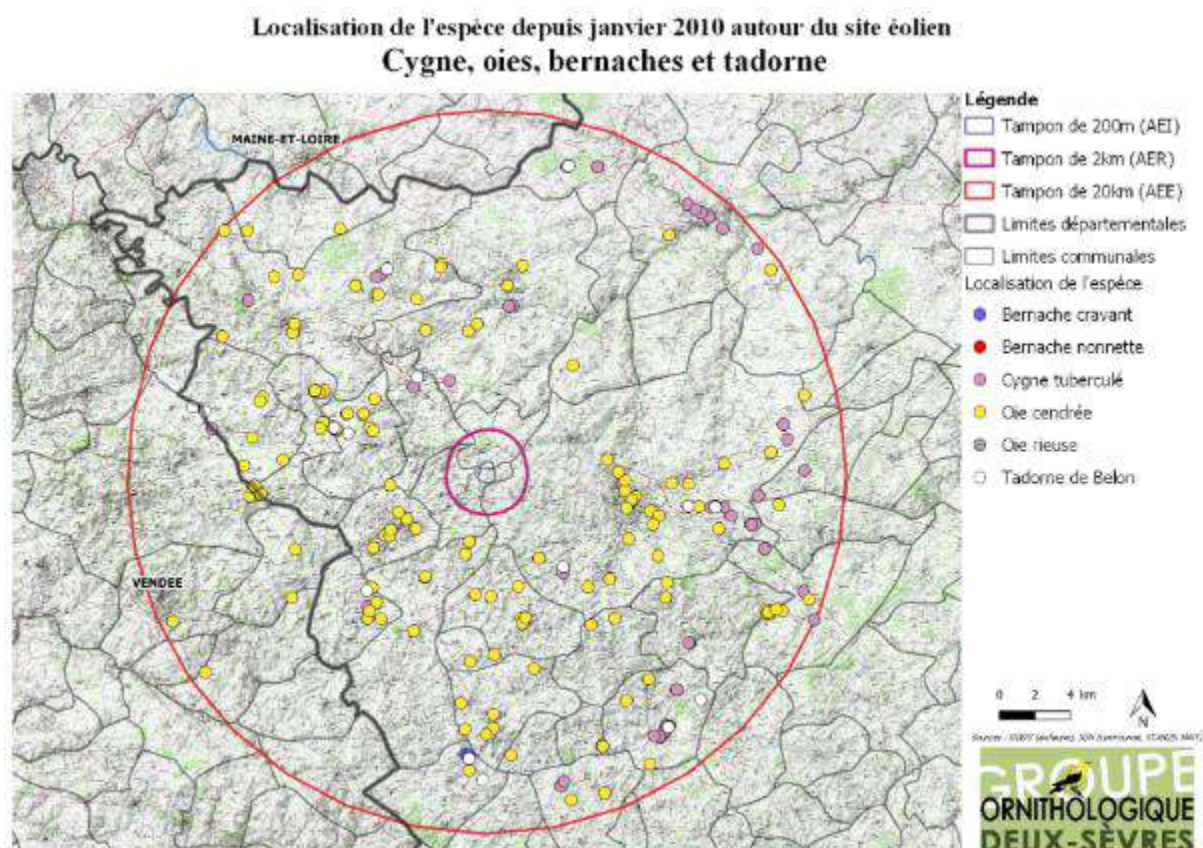 Localisation de l'espèce depuis janvier 2010 autour du site éolien
Cygne, oies, bernaches et tadorne
MAINE-ET-LOIRE
VENDEE
Légende
Tampon de 200m (AEI)
Tampon de 2km (AER)
Tampon de 20km (AEE)
Limites départementales
Limites communales
Localisation de l'espèce
Bernache cravant
Bernache nonnette
Cygne tuberculé
Oie cendrée
Oie rieuse
Tadorne de Belon
0 2 4 km
N
GROUPE
ORNITHOLOGIQUE
DEUX-SÈVRES